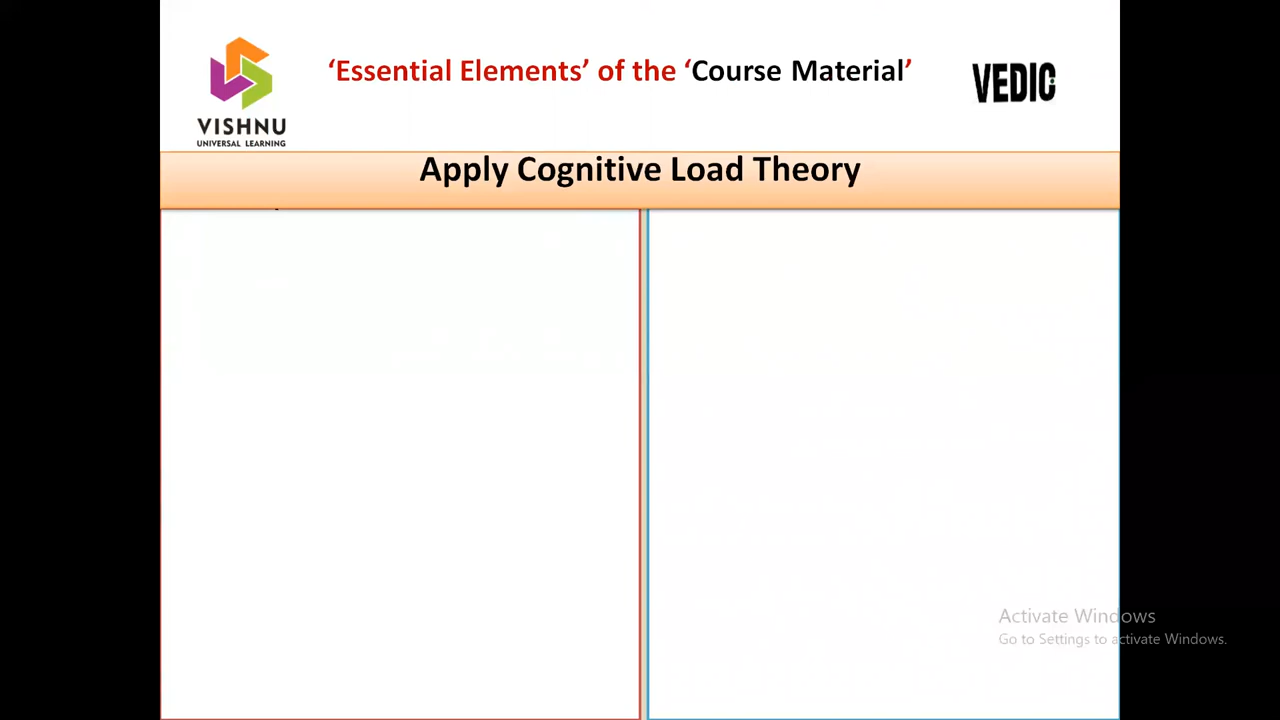 ‘Essential Elements’ of the ‘Course Material’
VISHNU
UNIVERSAL LEARNING
VEDIC
Apply Cognitive Load Theory
Activate Windows
Go to Settings to activate Windows.